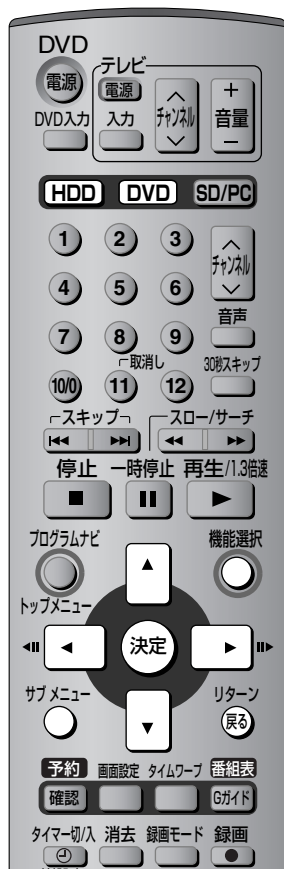 DVD
テレビ
電源 電源 チャンネル + 音量 −
DVD入力 入力
HDD DVD SD/PC
1 2 3
チャンネル
4 5 6
音声
7 8 9
取消し 30秒スキップ
10/0 11 12
スキップ スロー/サーチ
停止 一時停止 再生/1.3倍速
プログラムナビ 機能選択
トップメニュー
決定
サブ メニュー リターン
戻る
予約 画面設定 タイムワープ 番組表
確認 Gガイド
タイマー切/入 消去 録画モード 録画